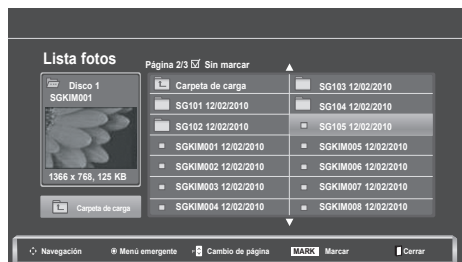 Lista fotos
Página 2/3 Sin marcar
Disco 1
SGKIM001
1366 x 768, 125 KB
Carpeta de carga
Carpeta de carga
SG101 12/02/2010
SG102 12/02/2010
SGKIM001 12/02/2010
SGKIM002 12/02/2010
SGKIM003 12/02/2010
SGKIM004 12/02/2010
SG103 12/02/2010
SG104 12/02/2010
SG105 12/02/2010
SGKIM005 12/02/2010
SGKIM006 12/02/2010
SGKIM007 12/02/2010
SGKIM008 12/02/2010
Navegación Menú emergente P Cambio de página MARK Marcar Cerrar